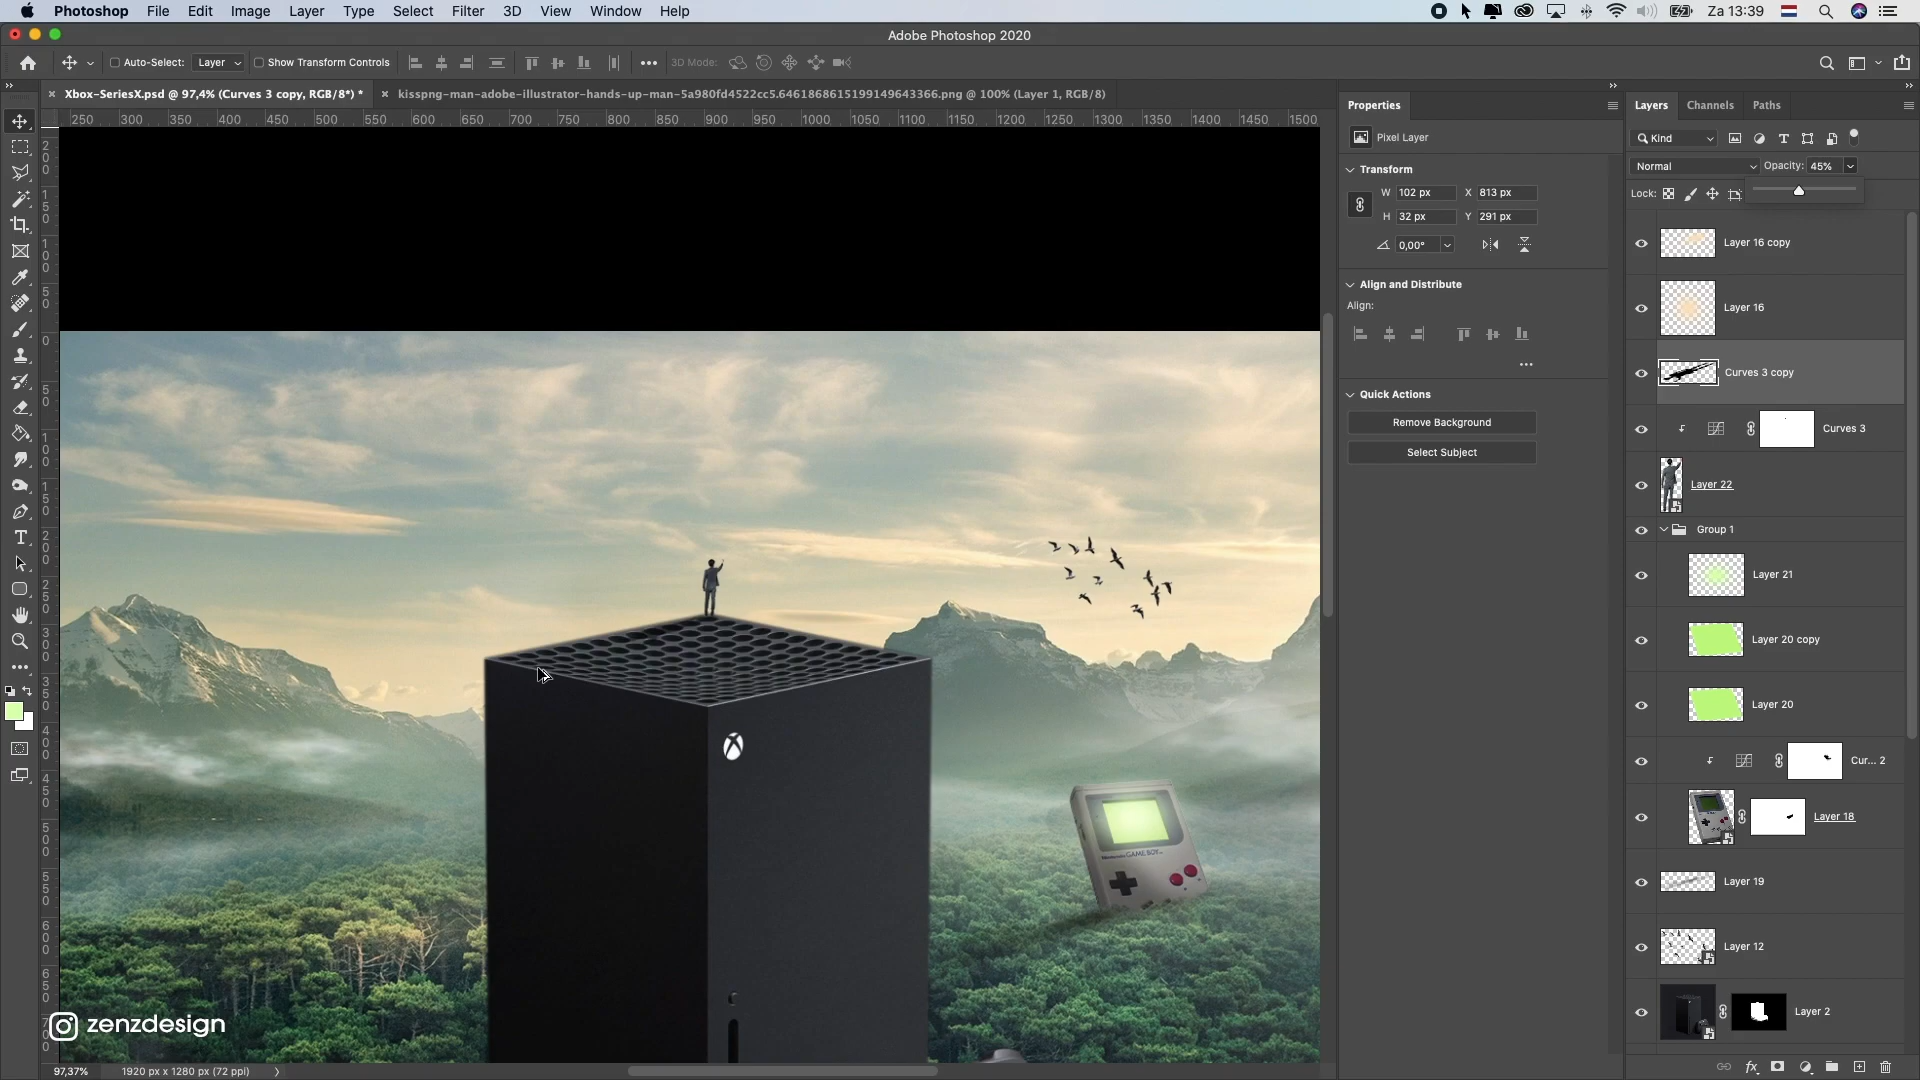 Photoshop File Edit Image Layer Type Select Filter 3D View Window Help Za 13:39
Adobe Photoshop 2020
Auto-Select: Layer Show Transform Controls 3D Mode:
Xbox-SeriesX.psd @ 97,4% (Curves 3 copy, RGB/8*) * kisspng-man-adobe-illustrator-hands-up-man-5a980fd4522cc5.6461868615199149643366.png @ 100% (Layer 1, RGB/8)
250 300 350 400 450 500 550 600 650 700 750 800 850 900 950 1000 1050 1100 1150 1200 1250 1300 1350 1400 1450 1500
Properties
Pixel Layer
Transform
W 102 px X 813 px
H 32 px Y 291 px
0,00°
Align and Distribute
Align:
Quick Actions
Remove Background
Select Subject
Layers Channels Paths
Kind
Normal Opacity: 45%
Lock:
Layer 16 copy
Layer 16
Curves 3 copy
Curves 3
Layer 22
Group 1
Layer 21
Layer 20 copy
Layer 20
Cur... 2
Layer 18
Layer 19
Layer 12
Layer 2
Nintendo GAME BOY
zenzdesign
97,37% 1920 px x 1280 px (72 ppi)